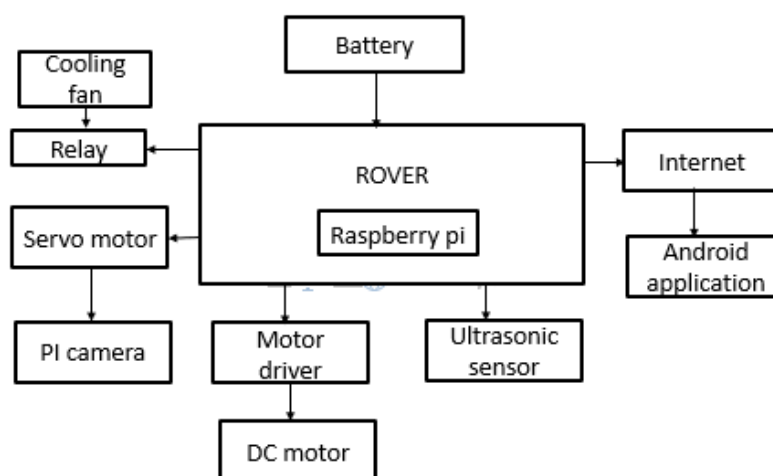 Battery
Cooling
fan
Relay
ROVER
Internet
Raspberry pi
Servo motor
Android
application
PI camera
Motor
driver
Ultrasonic
sensor
DC motor